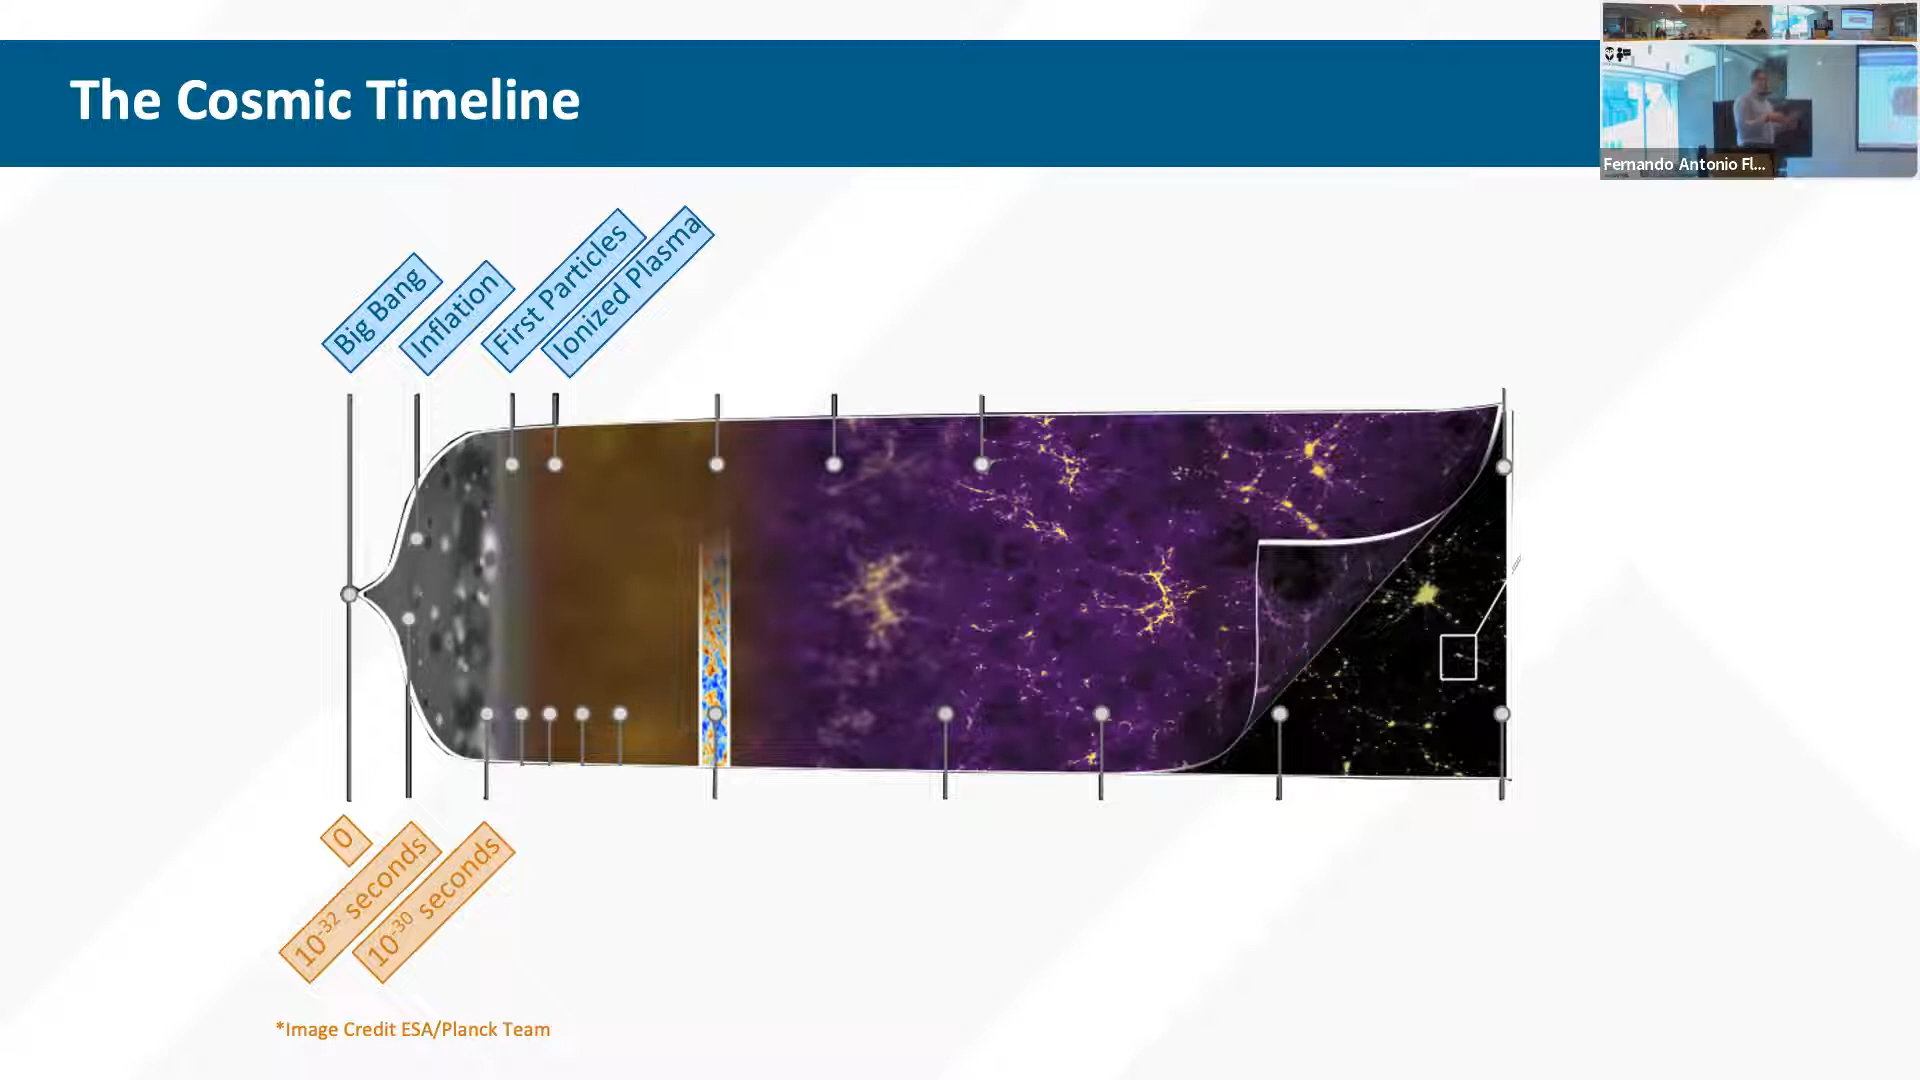 The Cosmic Timeline
Fernando Antonio Fl...
Big Bang
Inflation
First Particles
Ionized Plasma
0
10⁻³² seconds
10⁻³⁰ seconds
*Image Credit ESA/Planck Team